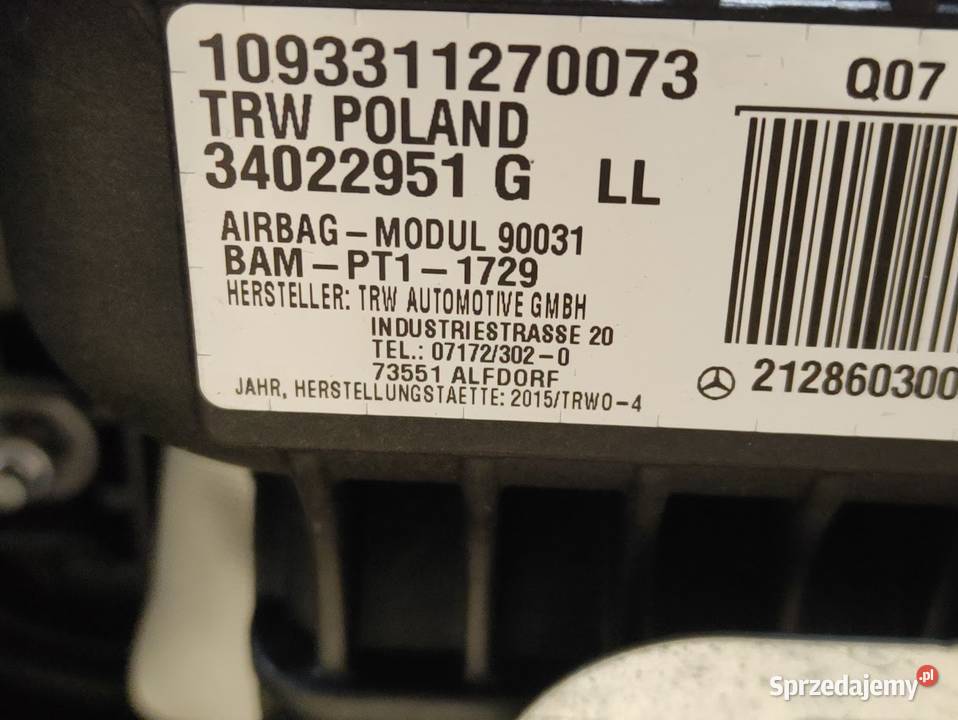 1093311270073
Q07
TRW POLAND
34022951 G LL
AIRBAG-MODUL 90031
BAM-PT1-1729
HERSTELLER: TRW AUTOMOTIVE GMBH
INDUSTRIESTRASSE 20
TEL.: 07172/302-0
73551 ALFDORF
JAHR, HERSTELLUNGSTAETTE: 2015/TRW0-4
212860300
Sprzedajemy.pl